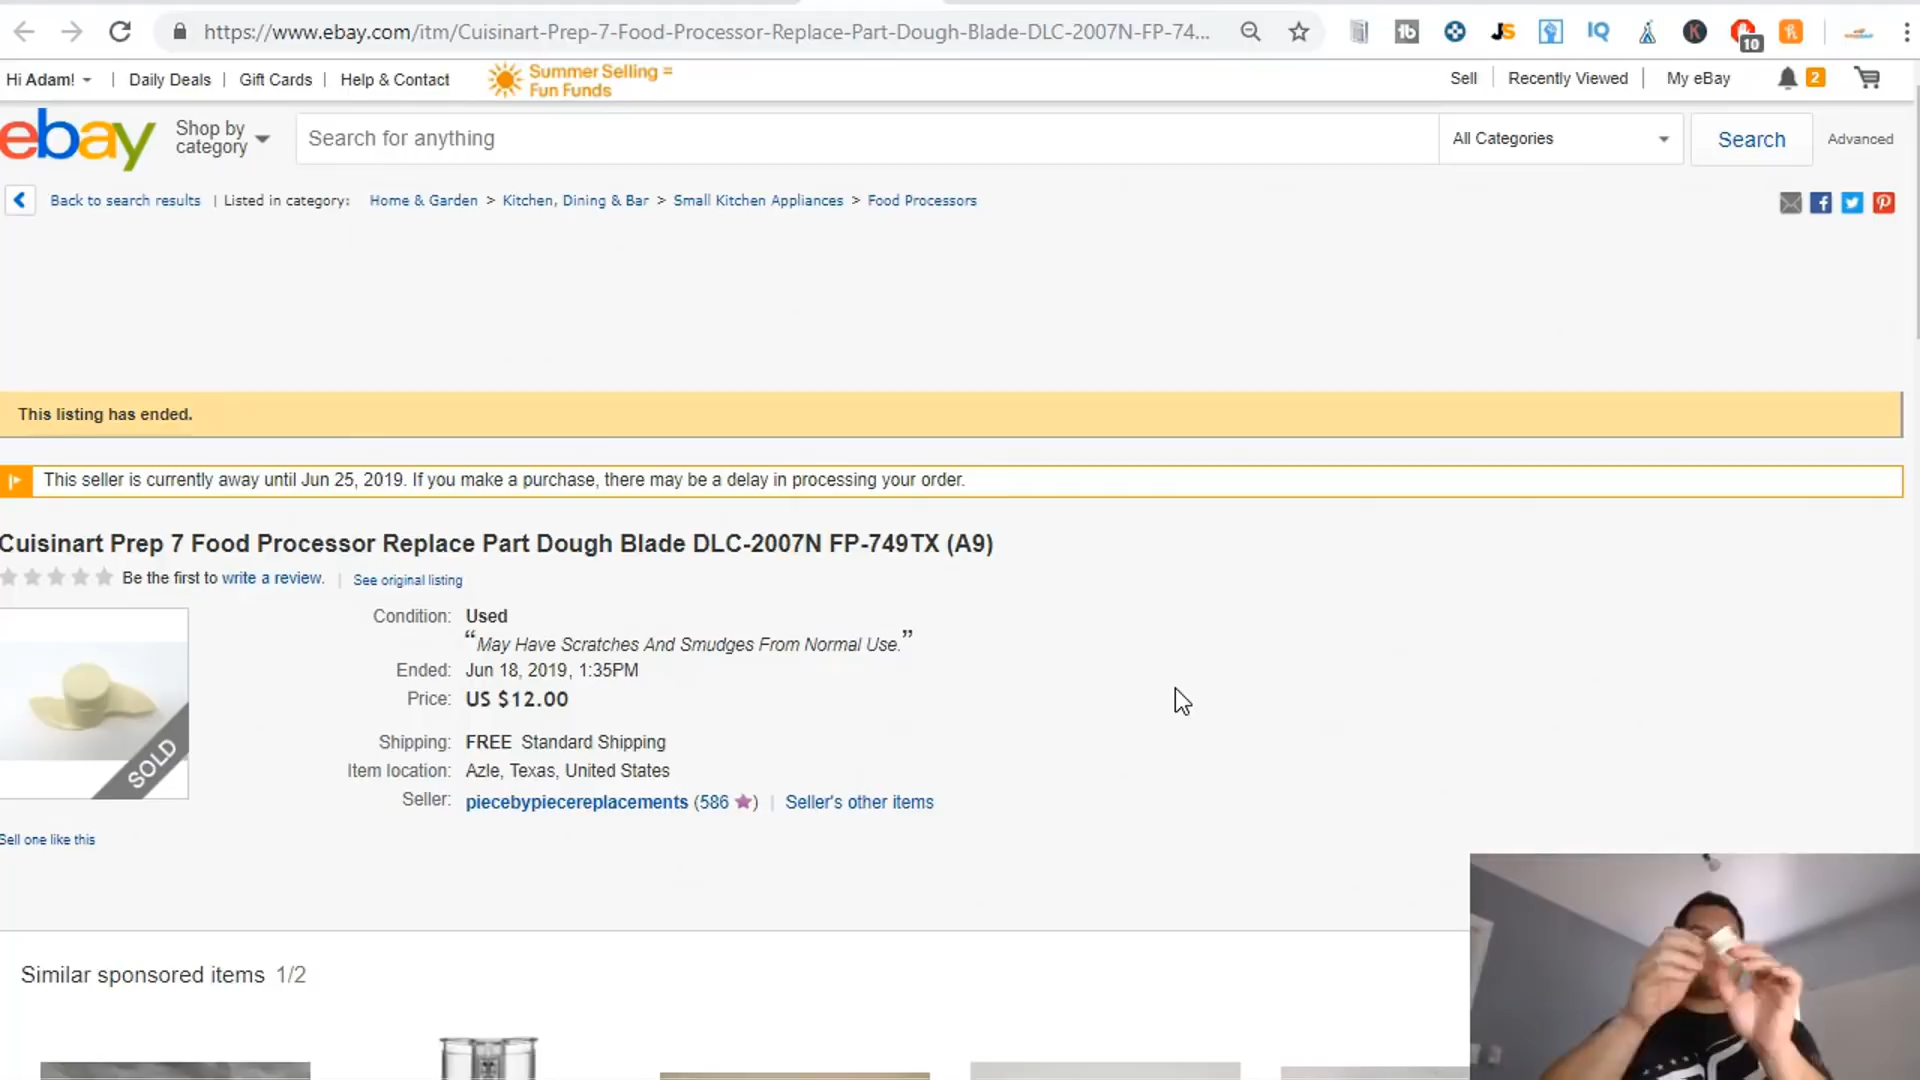 https://www.ebay.com/itm/Cuisinart-Prep-7-Food-Processor-Replace-Part-Dough-Blade-DLC-2007N-FP-74...
tb
JS
IQ
K
10
Hi Adam! | Daily Deals | Gift Cards | Help & Contact
Summer Selling =
Fun Funds
Sell | Recently Viewed | My eBay 2
ebay
Shop by
category
Search for anything
All Categories
Search
Advanced
Back to search results | Listed in category: Home & Garden > Kitchen, Dining & Bar > Small Kitchen Appliances > Food Processors
This listing has ended.
This seller is currently away until Jun 25, 2019. If you make a purchase, there may be a delay in processing your order.
Cuisinart Prep 7 Food Processor Replace Part Dough Blade DLC-2007N FP-749TX (A9)
Be the first to write a review. | See original listing
SOLD
Condition: Used
“May Have Scratches And Smudges From Normal Use.”
Ended: Jun 18, 2019, 1:35PM
Price: US $12.00
Shipping: FREE Standard Shipping
Item location: Azle, Texas, United States
Seller: piecebypiecereplacements (586 ) | Seller's other items
Sell one like this
Similar sponsored items 1/2